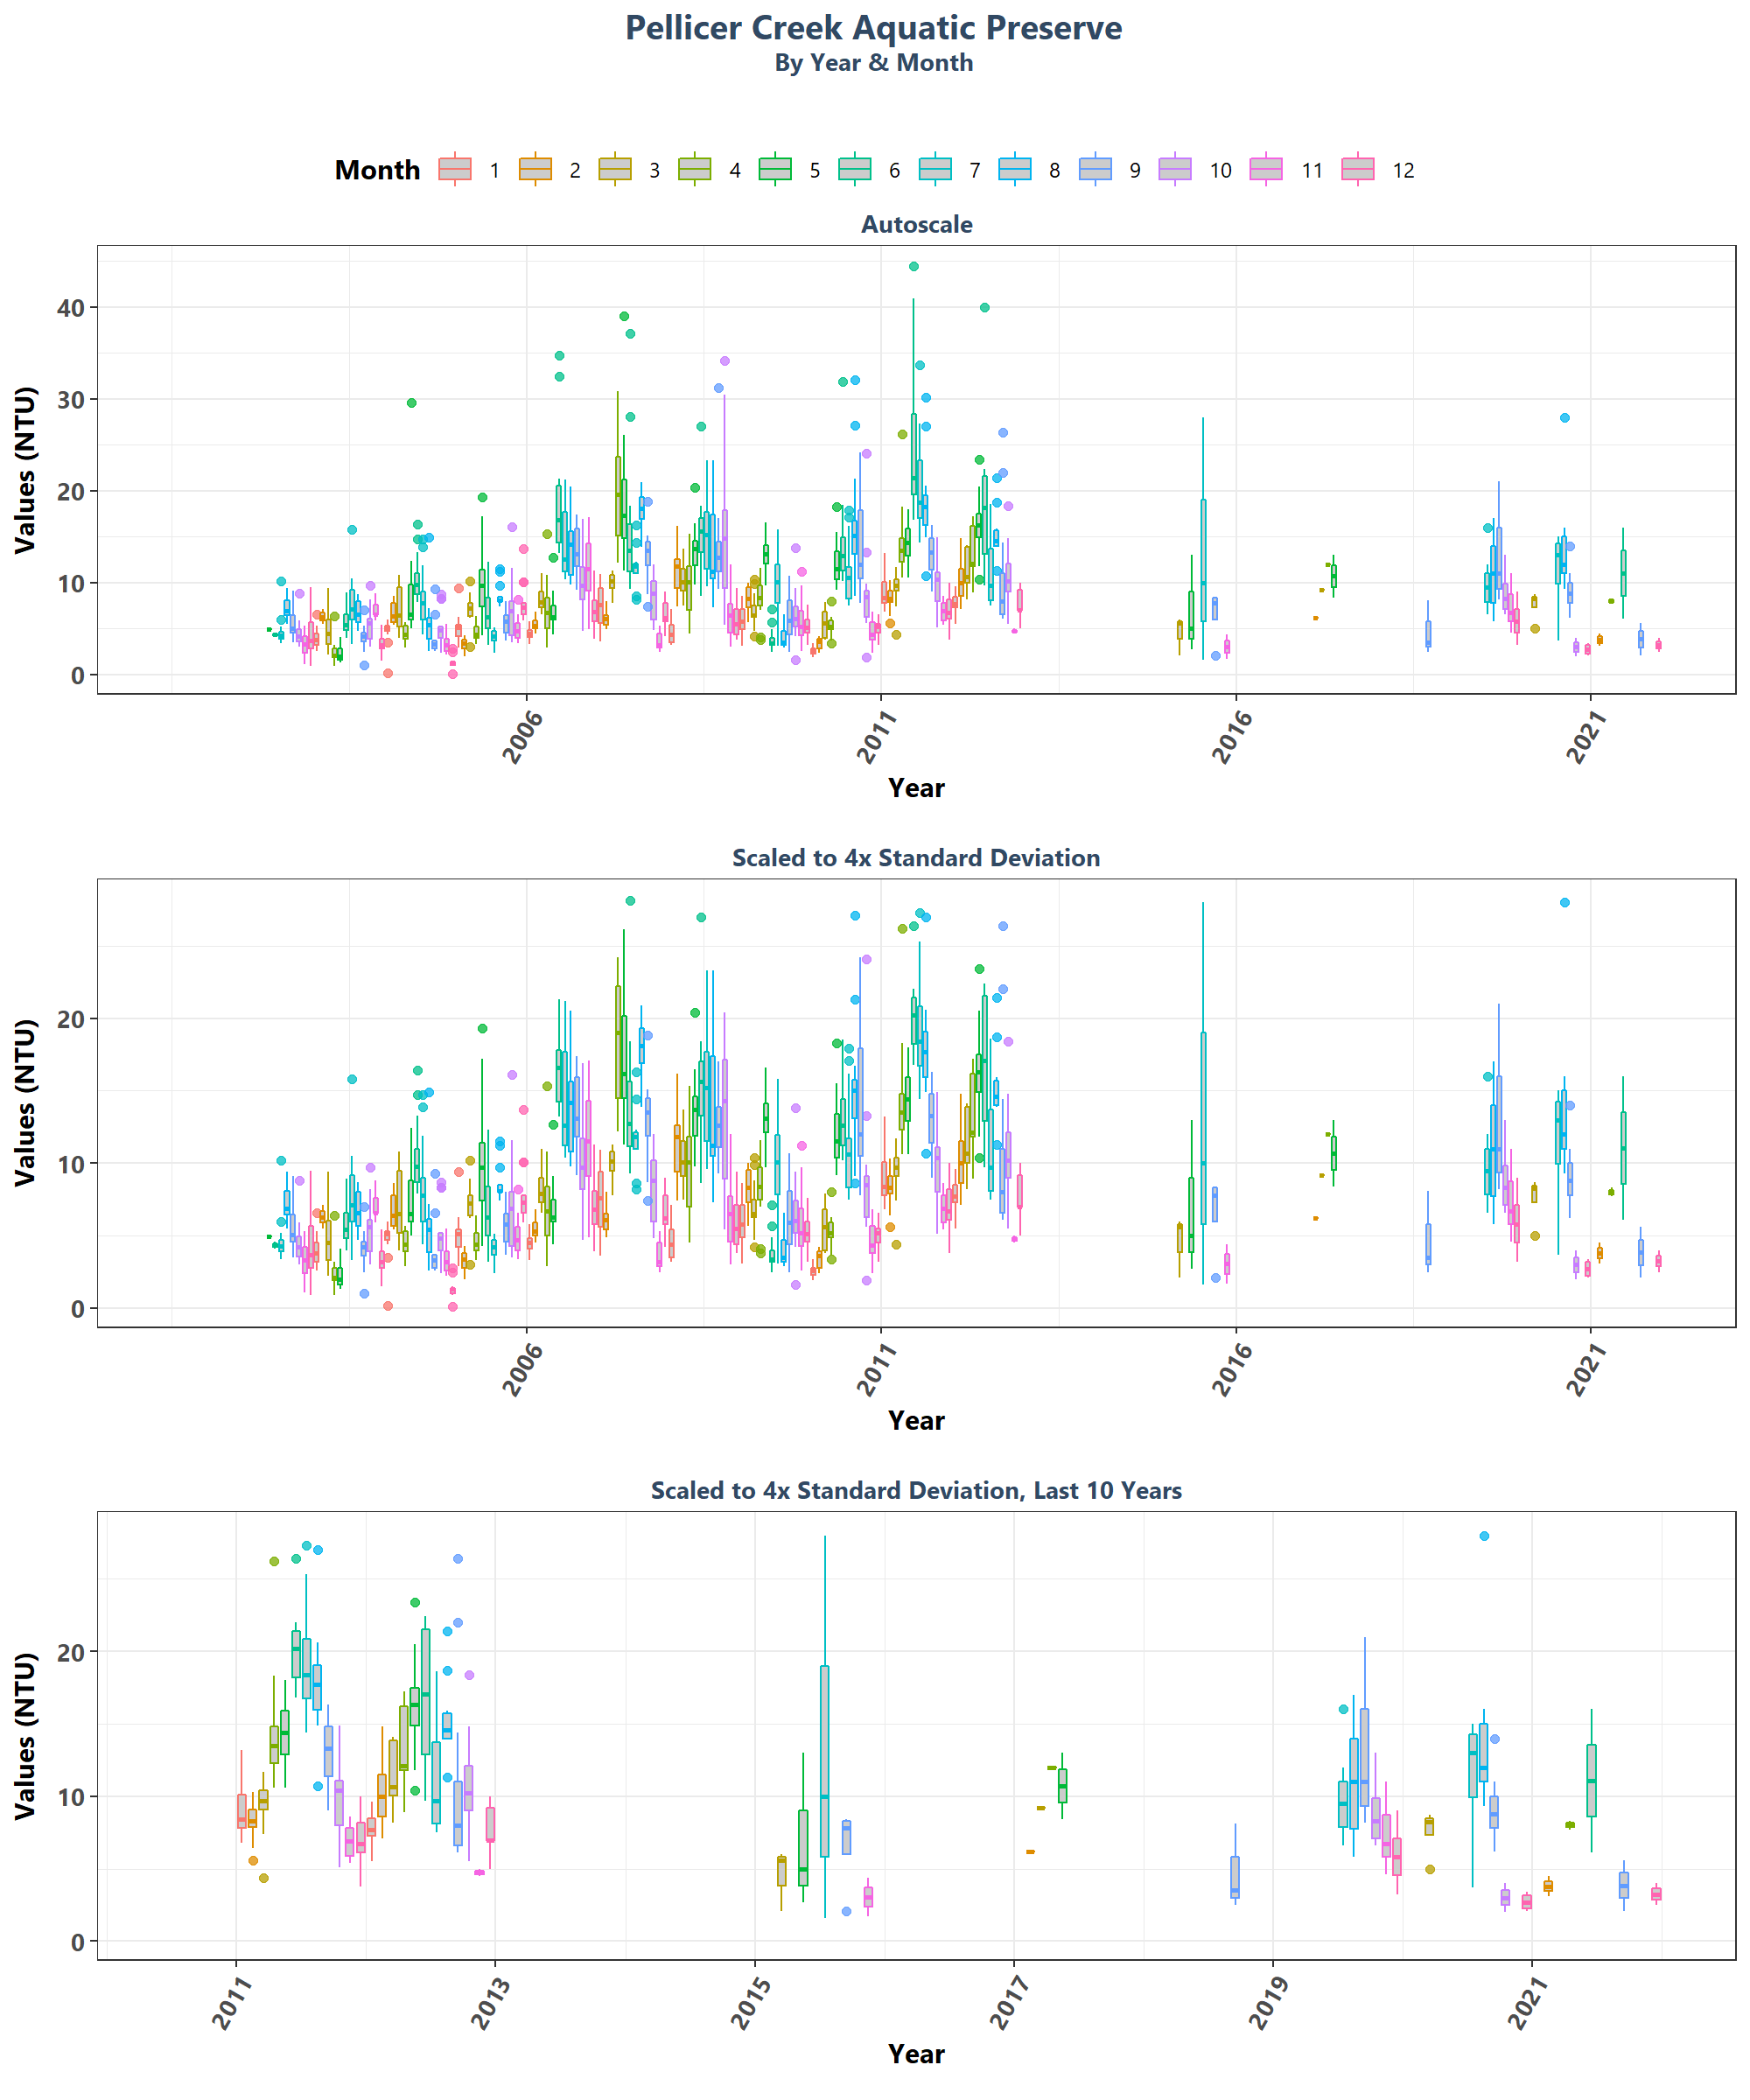 Pellicer Creek Aquatic Preserve
By Year & Month
Month 1 2 3 4 5 6 7 8 9 10 11 12
Autoscale
Values (NTU)
40
30
20
10
0
2006 2011 2016 2021
Year
Scaled to 4x Standard Deviation
Values (NTU)
20
10
0
2006 2011 2016 2021
Year
Scaled to 4x Standard Deviation, Last 10 Years
Values (NTU)
20
10
0
2011 2013 2015 2017 2019 2021
Year